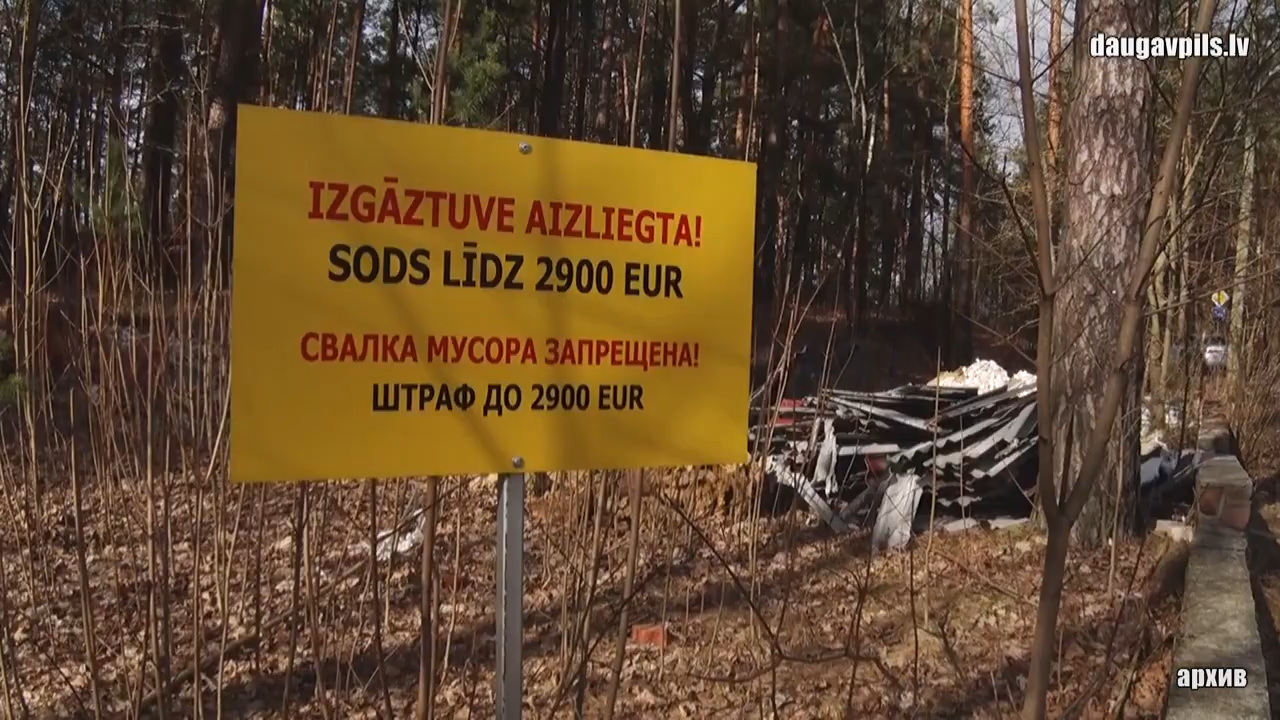 daugavpils.lv
IZGĀZTUVE AIZLIEGTA!
SODS LĪDZ 2900 EUR
СВАЛКА МУСОРА ЗАПРЕЩЕНА!
ШТРАФ ДО 2900 EUR
архив